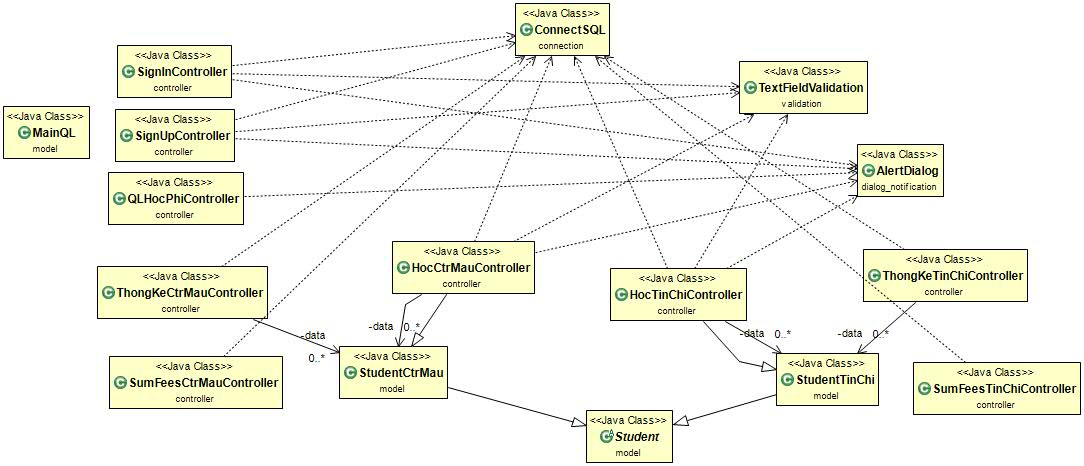 <<Java Class>>
ConnectSQL
connection
<<Java Class>>
SignInController
controller
<<Java Class>>
TextFieldValidation
validation
<<Java Class>>
MainQL
model
<<Java Class>>
SignUpController
controller
<<Java Class>>
AlertDialog
dialog_notification
<<Java Class>>
QLHocPhiController
controller
<<Java Class>>
HocCtrMauController
controller
<<Java Class>>
ThongKeTinChiController
controller
<<Java Class>>
ThongKeCtrMauController
controller
<<Java Class>>
HocTinChiController
controller
-data
0..*
-data 0..*
-data 0..*
-data 0..*
<<Java Class>>
StudentCtrMau
model
<<Java Class>>
StudentTinChi
model
<<Java Class>>
SumFeesCtrMauController
controller
<<Java Class>>
SumFeesTinChiController
controller
<<Java Class>>
Student
model